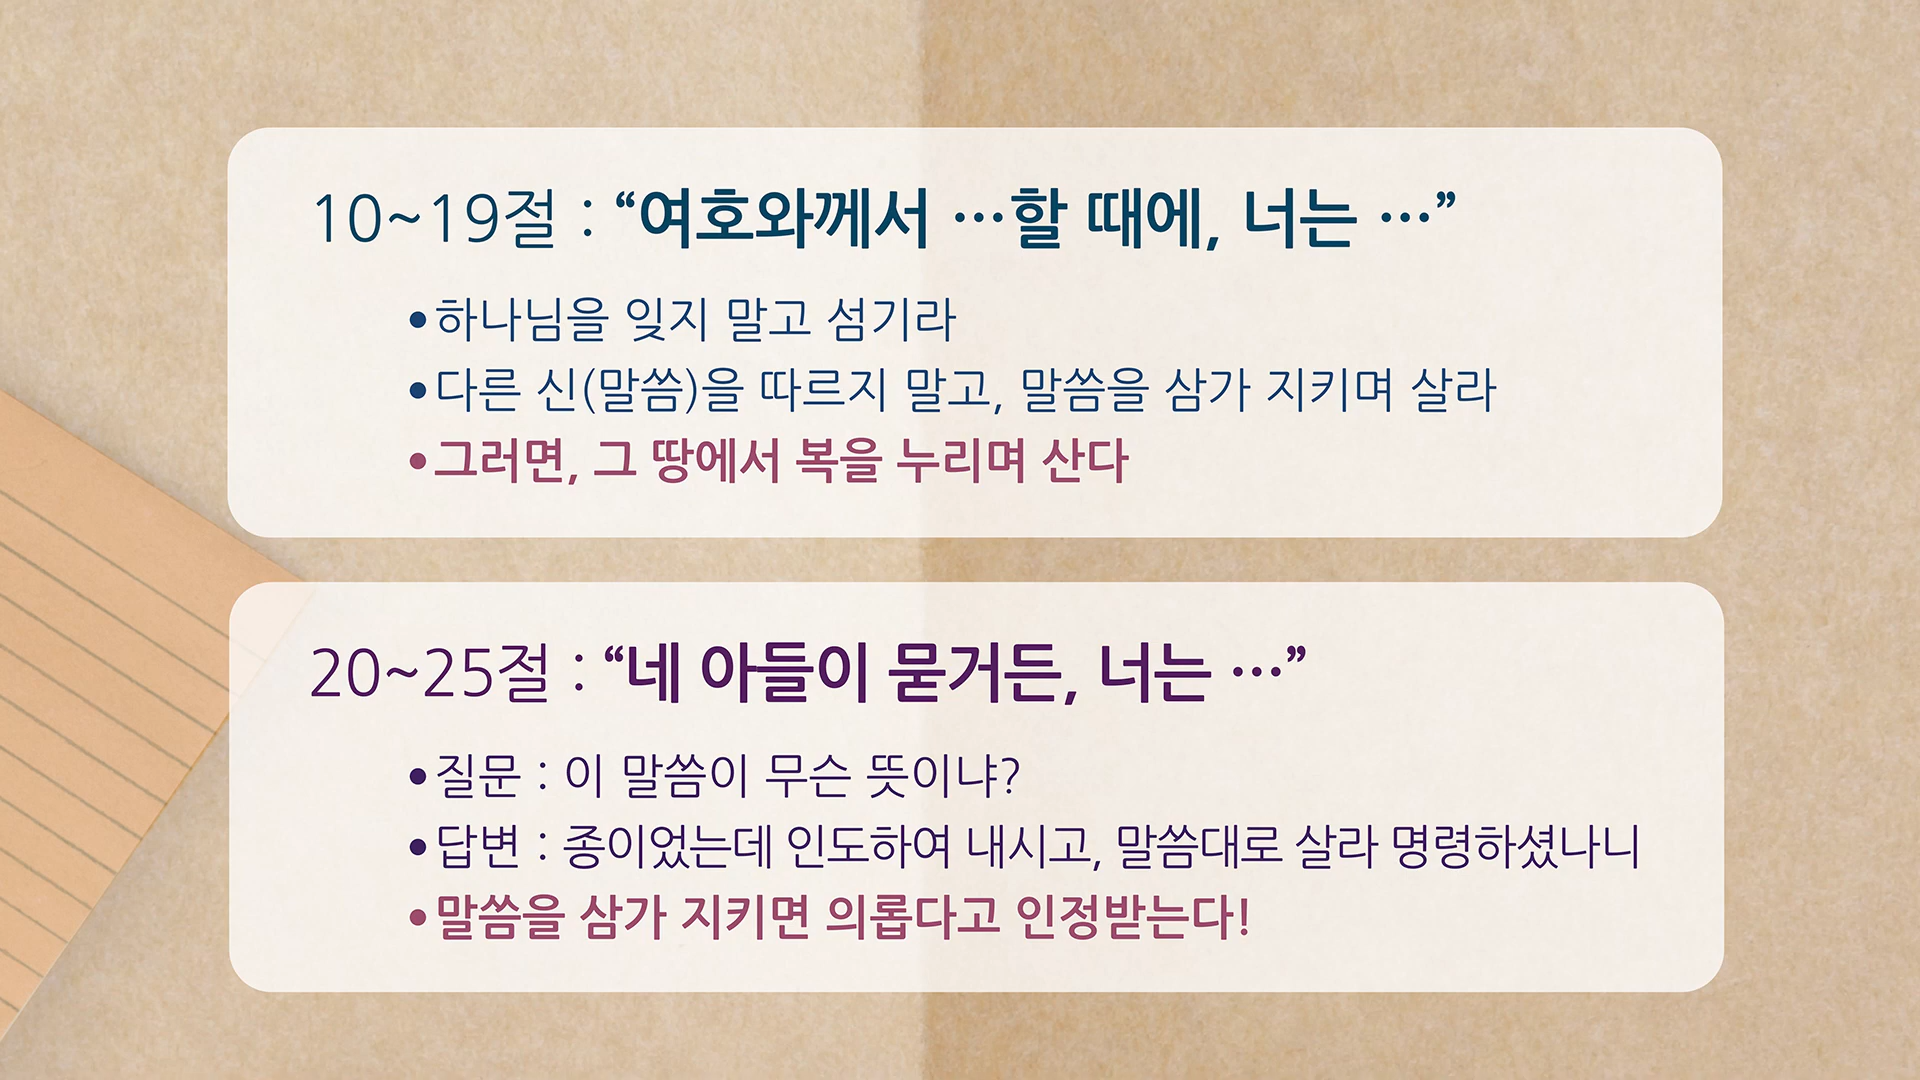 10~19절 : “여호와께서 …할 때에, 너는 …”
•하나님을 잊지 말고 섬기라
•다른 신(말씀)을 따르지 말고, 말씀을 삼가 지키며 살라
•그러면, 그 땅에서 복을 누리며 산다
20~25절 : “네 아들이 묻거든, 너는 …”
•질문 : 이 말씀이 무슨 뜻이냐?
•답변 : 종이었는데 인도하여 내시고, 말씀대로 살라 명령하셨나니
•말씀을 삼가 지키면 의롭다고 인정받는다!